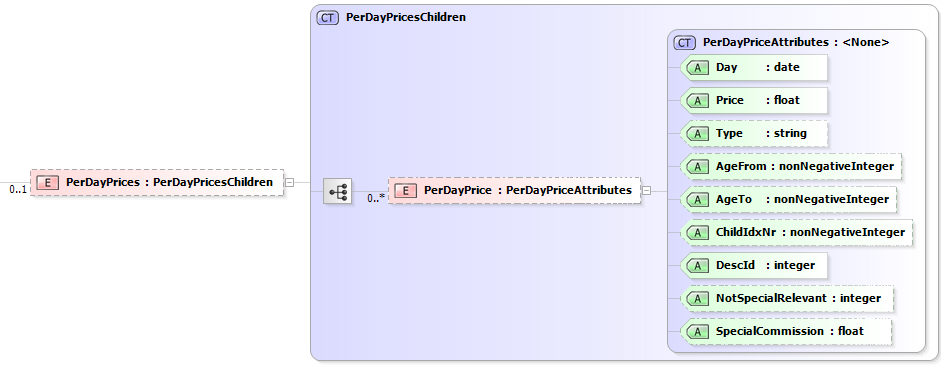 CT PerDayPricesChildren
CT PerDayPriceAttributes : <None>
A Day : date
A Price : float
A Type : string
A AgeFrom : nonNegativeInteger
0..1 E PerDayPrices : PerDayPricesChildren
0..* E PerDayPrice : PerDayPriceAttributes
A AgeTo : nonNegativeInteger
A ChildIdxNr : nonNegativeInteger
A DescId : integer
A NotSpecialRelevant : integer
A SpecialCommission : float